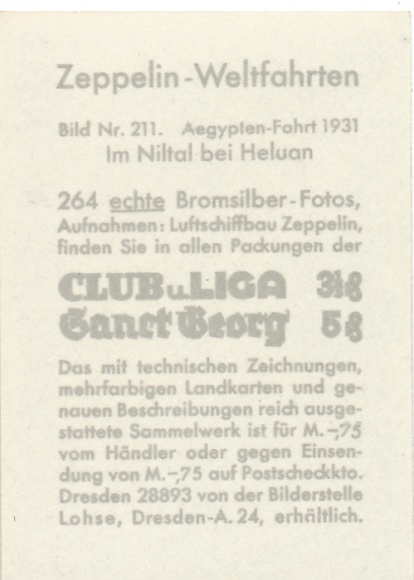 Zeppelin-Weltfahrten
Bild Nr. 211. Aegypten-Fahrt 1931
Im Niltal bei Heluan
264 echte Bromsilber-Fotos,
Aufnahmen: Luftschiffbau Zeppelin,
finden Sie in allen Packungen der
CLUB u. LIGA 3⅓₰
Sanct Georg 5₰
Das mit technischen Zeichnungen,
mehrfarbigen Landkarten und ge-
nauen Beschreibungen reich ausge-
stattete Sammelwerk ist für M.-,75
vom Händler oder gegen Einsen-
dung von M.-,75 auf Postscheckkto.
Dresden 28893 von der Bilderstelle
Lohse, Dresden-A. 24, erhältlich.